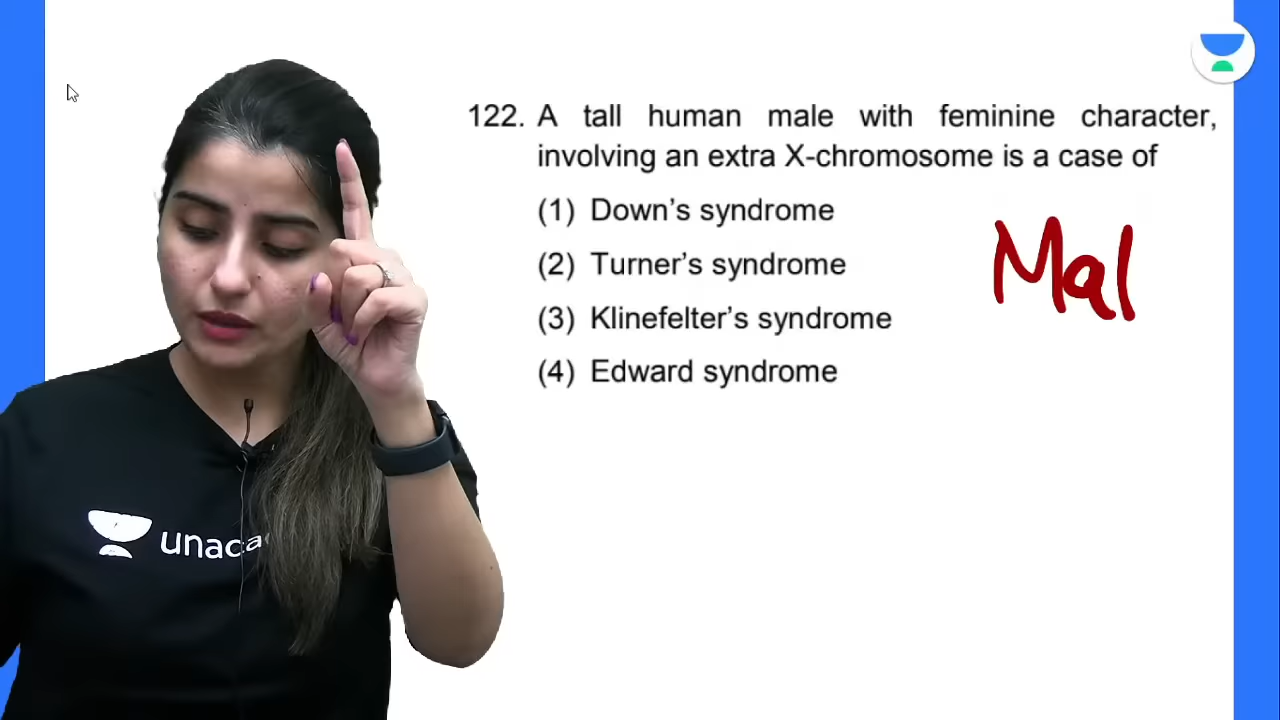 122. A tall human male with feminine character,
involving an extra X-chromosome is a case of
(1) Down's syndrome
(2) Turner's syndrome
(3) Klinefelter's syndrome
(4) Edward syndrome
Mal
unaca